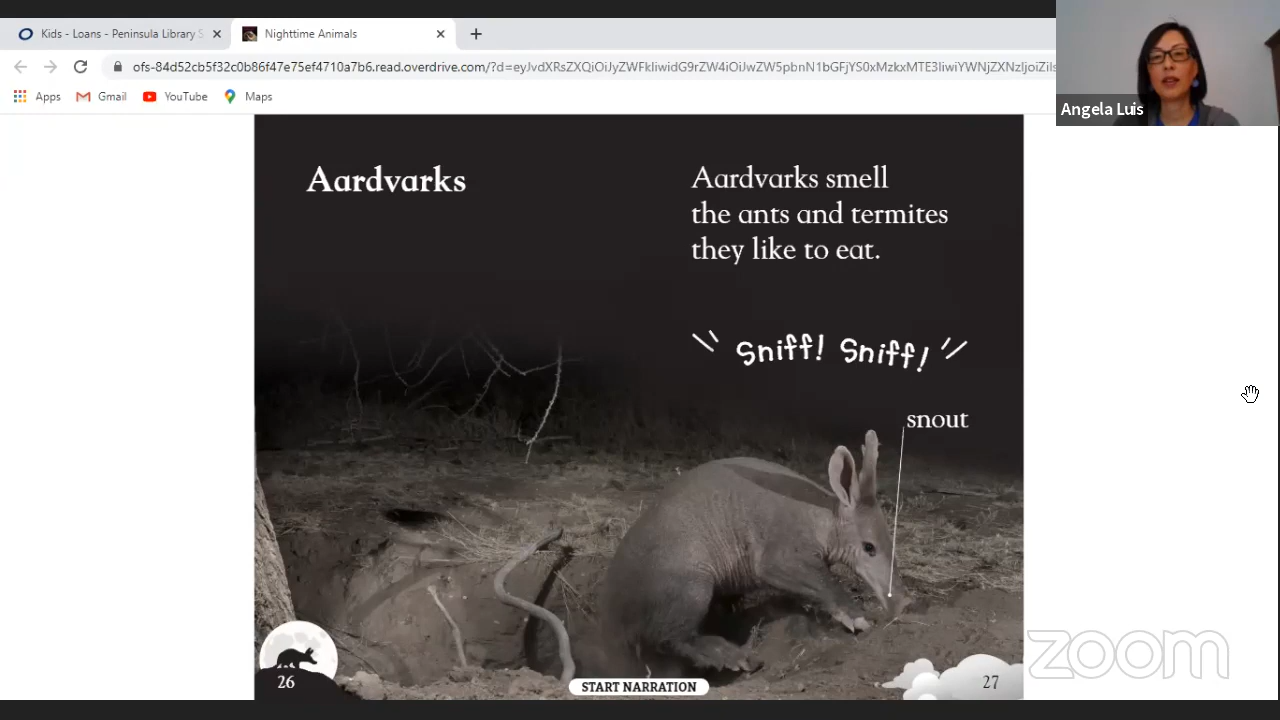 Kids - Loans - Peninsula Library S
Nighttime Animals
ofs-84d52cb5f32c0b86f47e75ef4710a7b6.read.overdrive.com/?d=
Apps
Gmail
YouTube
Maps
Angela Luis
Aardvarks
Aardvarks smell
the ants and termites
they like to eat.
Sniff! Sniff!
snout
26
START NARRATION
27
zoom